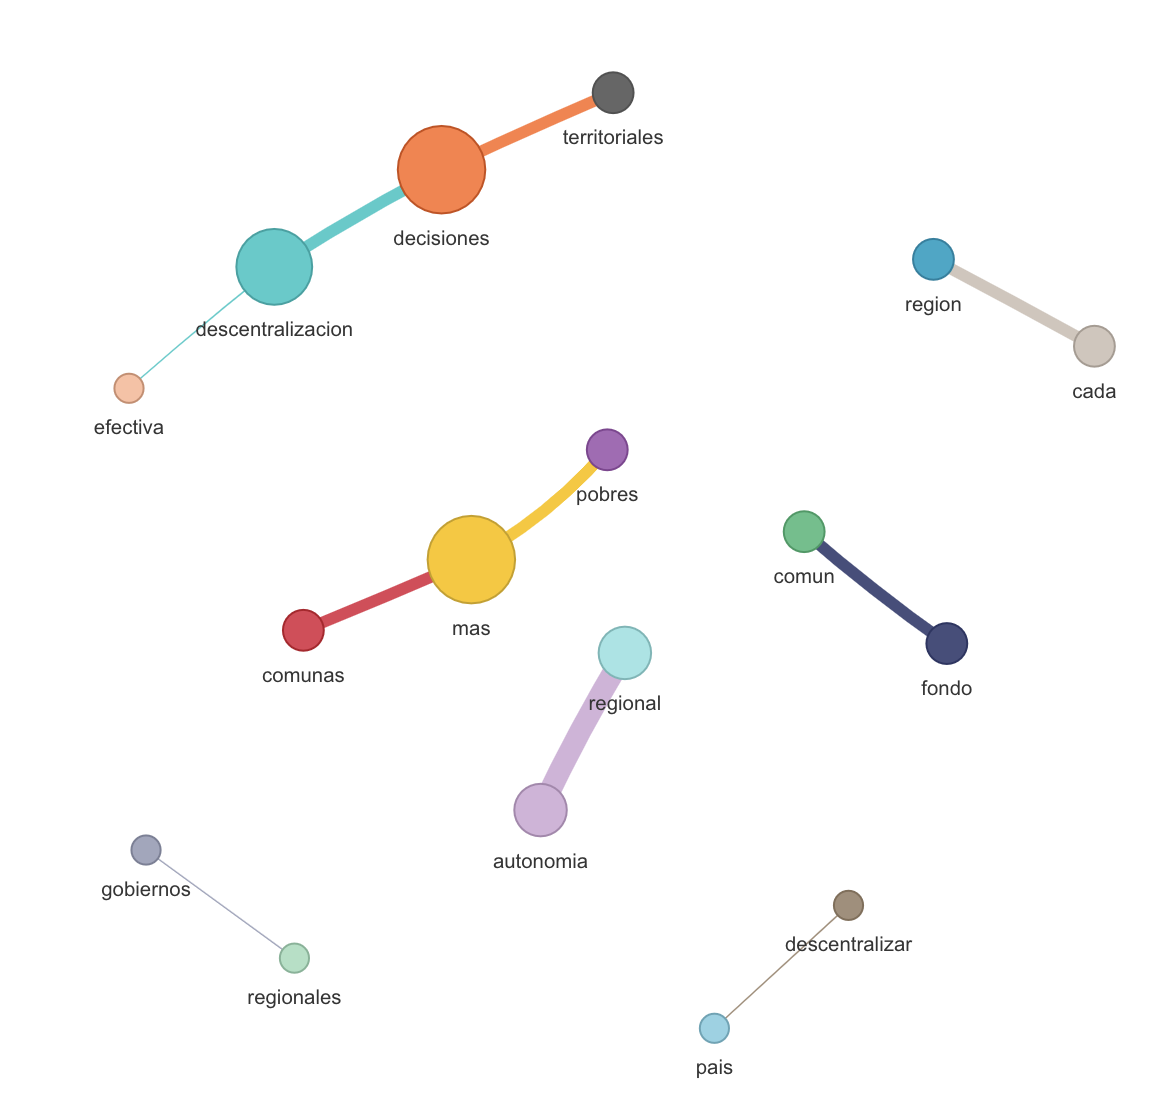 territoriales
decisiones
region
descentralizacion
cada
efectiva
pobres
comun
mas
comunas
fondo
regional
autonomia
gobiernos
descentralizar
regionales
pais